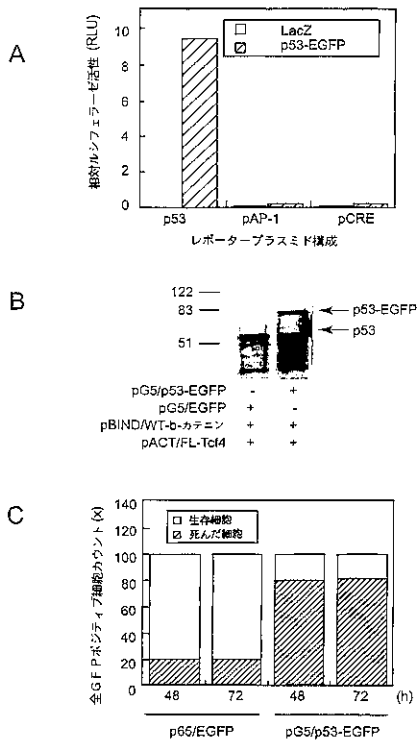 A
相対ルシフェラーゼ活性 (RLU)
10
8
6
4
2
0
LacZ
p53-EGFP
p53 pAP-1 pCRE
レポータープラスミド構成
B
122
83
51
p53-EGFP
p53
pG5/p53-EGFP - +
pG5/EGFP + -
pBIND/WT-b-カテニン + +
pACT/FL-Tcf4 + +
C
全GFPポジティブ細胞カウント(x)
140
120
100
80
60
40
20
0
生存細胞
死んだ細胞
48 72 48 72 (h)
p65/EGFP pG5/p53-EGFP